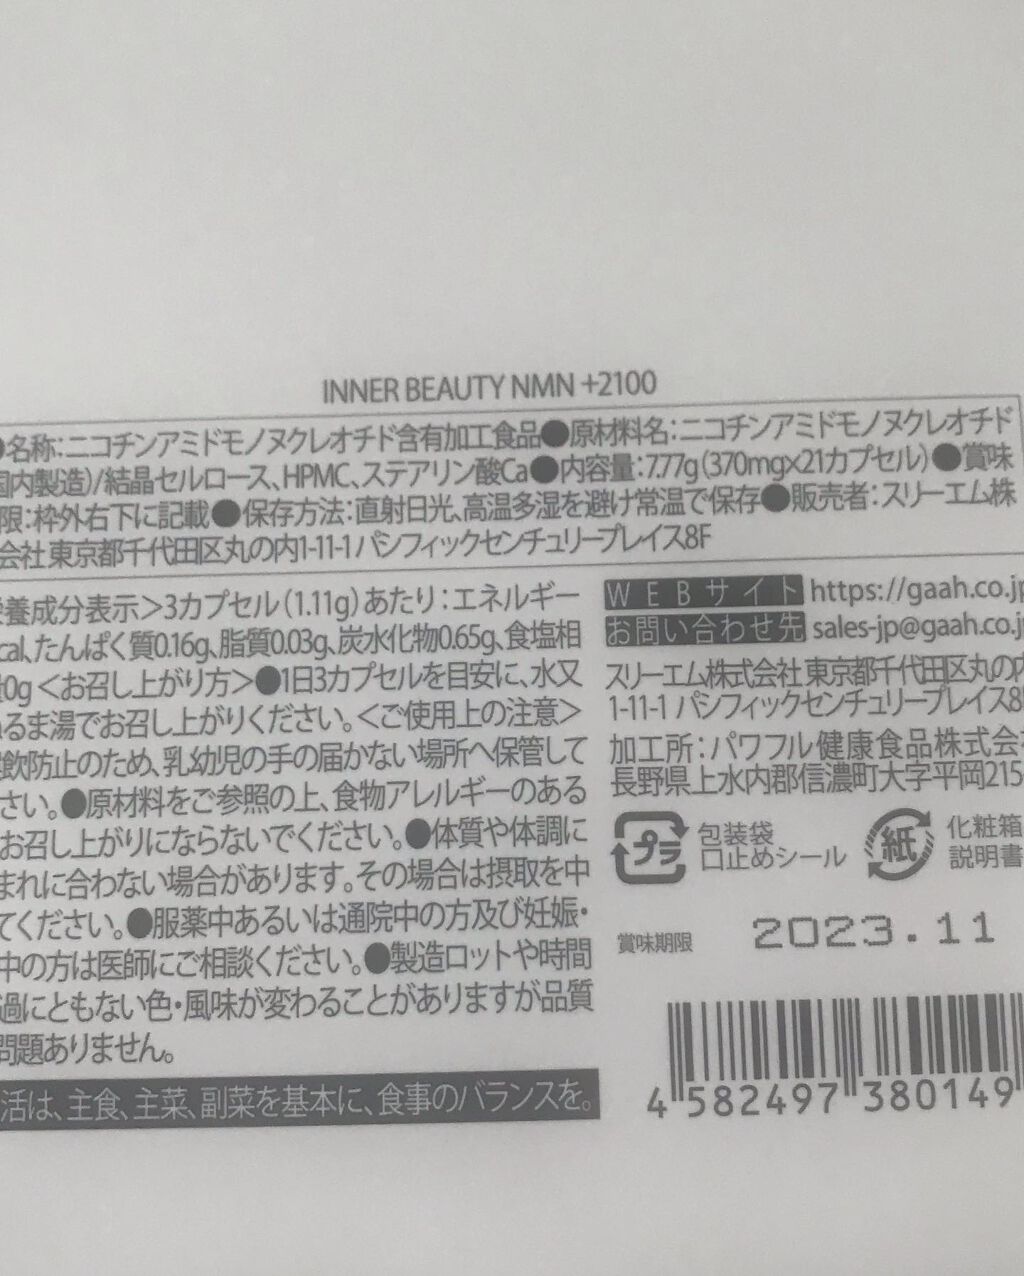 INNER BEAUTY NMN +2100
●名称:ニコチンアミドモノヌクレオチド含有加工食品●原材料名:ニコチンアミドモノヌクレオチド
国内製造)/結晶セルロース、HPMC、ステアリン酸Ca●内容量:7.77g(370mg×21カプセル)●賞味
限:枠外右下に記載●保存方法:直射日光、高温多湿を避け常温で保存●販売者:スリーエム株
会社 東京都千代田区丸の内1-11-1 パシフィックセンチュリープレイス8F
栄養成分表示＞3カプセル(1.11g)あたり:エネルギー
cal、たんぱく質0.16g、脂質0.03g、炭水化物0.65g、食塩相
0g＜お召し上がり方＞●1日3カプセルを目安に、水又
ぬるま湯でお召し上がりください。＜ご使用上の注意＞
飲防止のため、乳幼児の手の届かない場所へ保管して
さい。●原材料をご参照の上、食物アレルギーのある
お召し上がりにならないでください。●体質や体調に
まれに合わない場合があります。その場合は摂取を中
てください。●服薬中あるいは通院中の方及び妊娠・
中の方は医師にご相談ください。●製造ロットや時間
過にともない色・風味が変わることがありますが品質
問題ありません。
活は、主食、主菜、副菜を基本に、食事のバランスを。
WEBサイト https://gaah.co.jp
お問い合わせ先 sales-jp@gaah.co.j
スリーエム株式会社 東京都千代田区丸の内
1-11-1 パシフィックセンチュリープレイス8
加工所:パワフル健康食品株式会
長野県上水内郡信濃町大字平岡215
プラ 包装袋
口止めシール
紙 化粧箱
説明書
賞味期限 2023.11
4 582497 380149